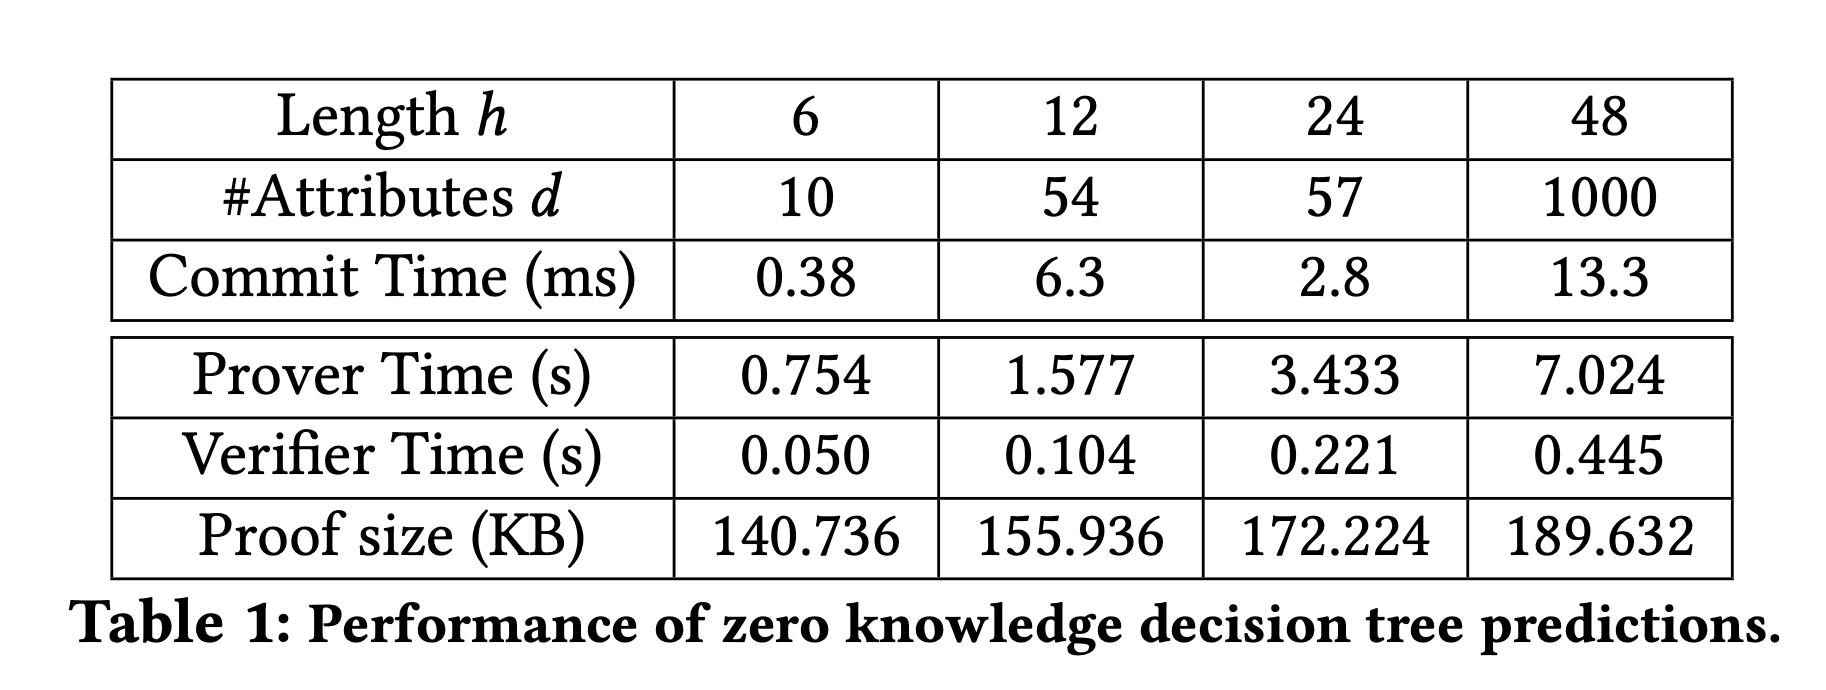 Length h 6 12 24 48
#Attributes d 10 54 57 1000
Commit Time (ms) 0.38 6.3 2.8 13.3
Prover Time (s) 0.754 1.577 3.433 7.024
Verifier Time (s) 0.050 0.104 0.221 0.445
Proof size (KB) 140.736 155.936 172.224 189.632
Table 1: Performance of zero knowledge decision tree predictions.